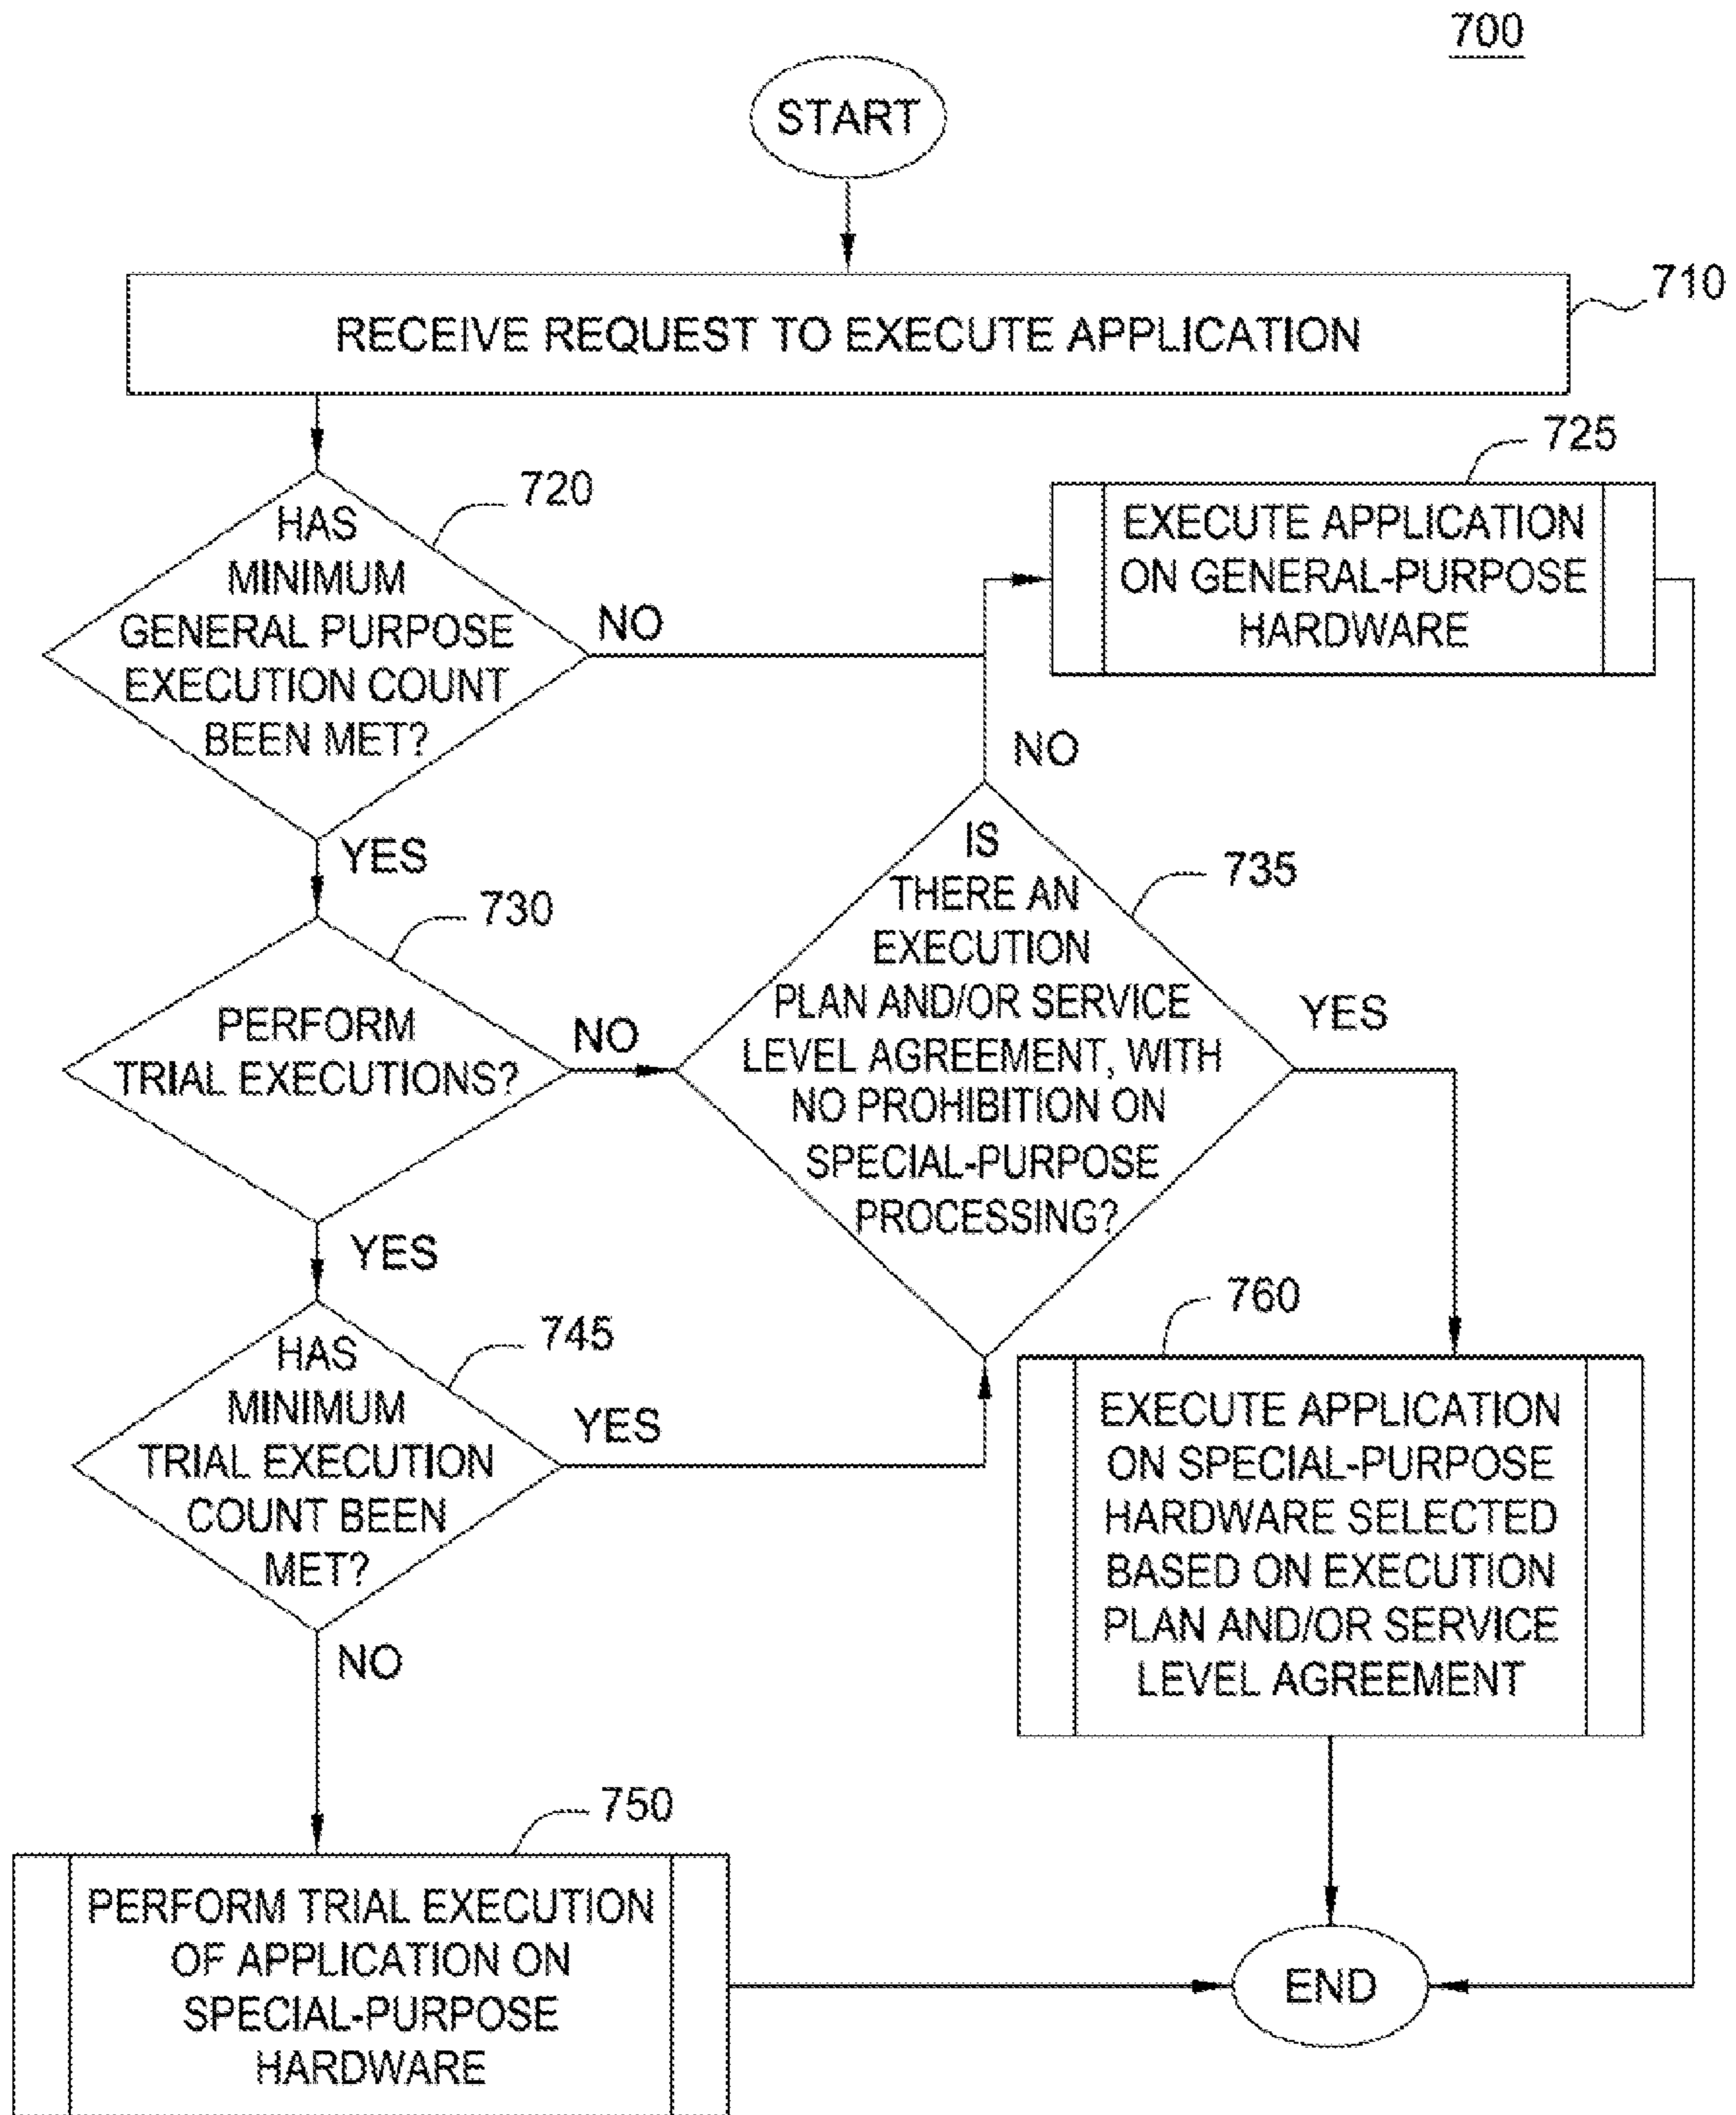 700
START
RECEIVE REQUEST TO EXECUTE APPLICATION
710
HAS
MINIMUM
GENERAL PURPOSE
EXECUTION COUNT
BEEN MET?
720
NO
YES
725
EXECUTE APPLICATION
ON GENERAL-PURPOSE
HARDWARE
730
PERFORM
TRIAL EXECUTIONS?
NO
YES
NO
IS
THERE AN
EXECUTION
PLAN AND/OR SERVICE
LEVEL AGREEMENT, WITH
NO PROHIBITION ON
SPECIAL-PURPOSE
PROCESSING?
735
YES
745
HAS
MINIMUM
TRIAL EXECUTION
COUNT BEEN
MET?
YES
NO
760
EXECUTE APPLICATION
ON SPECIAL-PURPOSE
HARDWARE SELECTED
BASED ON EXECUTION
PLAN AND/OR SERVICE
LEVEL AGREEMENT
750
PERFORM TRIAL EXECUTION
OF APPLICATION ON
SPECIAL-PURPOSE
HARDWARE
END